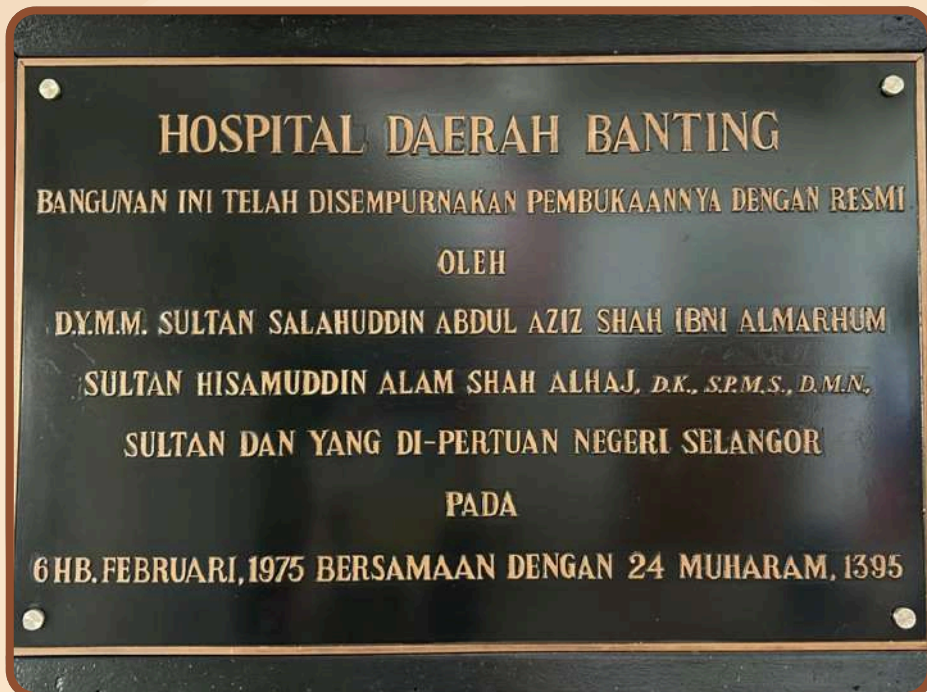 HOSPITAL DAERAH BANTING
BANGUNAN INI TELAH DISEMPURNAKAN PEMBUKAANNYA DENGAN RESMI
OLEH
D.Y.M.M. SULTAN SALAHUDDIN ABDUL AZIZ SHAH IBNI ALMARHUM
SULTAN HISAMUDDIN ALAM SHAH ALHAJ, D.K., S.P.M.S., D.M.N.,
SULTAN DAN YANG DI-PERTUAN NEGERI SELANGOR
PADA
6 HB. FEBRUARI, 1975 BERSAMAAN DENGAN 24 MUHARAM, 1395